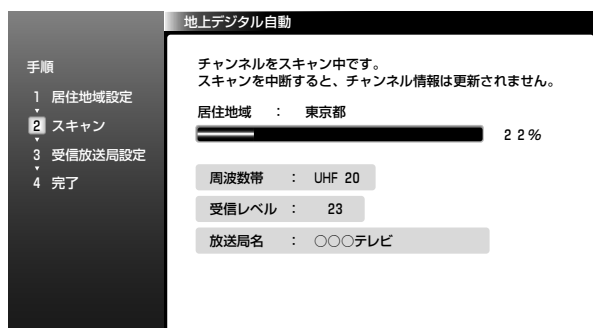 地上デジタル自動
手順
1 居住地域設定
2 スキャン
3 受信放送局設定
4 完了
チャンネルをスキャン中です。
スキャンを中断すると、チャンネル情報は更新されません。
居住地域 ： 東京都
22%
周波数帯 ： UHF 20
受信レベル ： 23
放送局名 ： ○○○テレビ